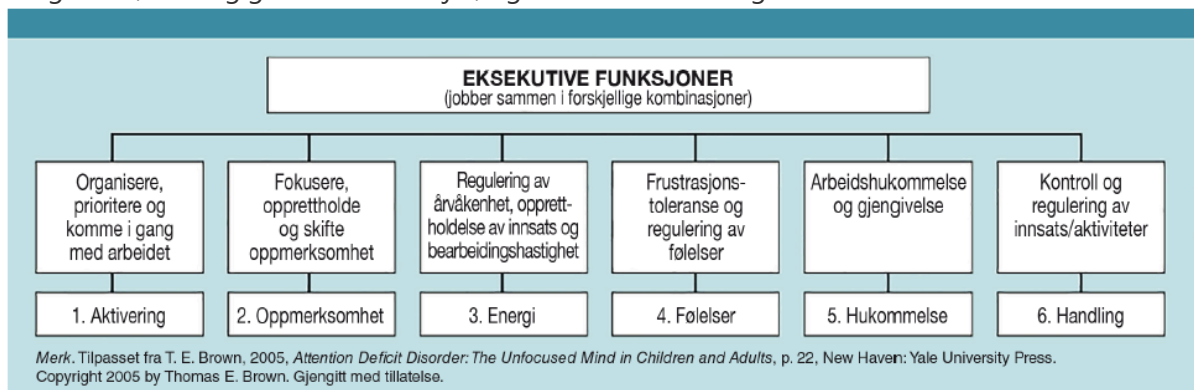 EKSEKUTIVE FUNKSJONER
(jobber sammen i forskjellige kombinasjoner)
Organisere,
prioritere og
komme i gang
med arbeidet
Fokusere,
opprettholde
og skifte
oppmerksomhet
Regulering av
årvåkenhet, opprett-
holdelse av innsats og
bearbeidingshastighet
Frustrasjons-
toleranse og
regulering av
følelser
Arbeidshukommelse
og gjengivelse
Kontroll og
regulering av
innsats/aktiviteter
1. Aktivering
2. Oppmerksomhet
3. Energi
4. Følelser
5. Hukommelse
6. Handling
Merk. Tilpasset fra T. E. Brown, 2005, Attention Deficit Disorder: The Unfocused Mind in Children and Adults, p. 22, New Haven: Yale University Press.
Copyright 2005 by Thomas E. Brown. Gjengitt med tillatelse.